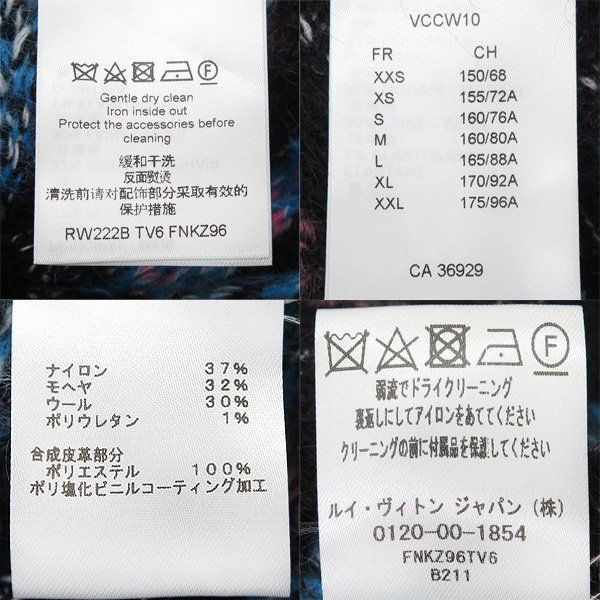 Gentle dry clean
Iron inside out
Protect the accessories before
cleaning
缓和干洗
反面熨烫
清洗前请对配饰部分采取有效的
保护措施
RW222B TV6 FNKZ96
VCCW10
FR CH
XXS 150/68
XS 155/72A
S 160/76A
M 160/80A
L 165/88A
XL 170/92A
XXL 175/96A
CA 36929
ナイロン 37%
モヘヤ 32%
ウール 30%
ポリウレタン 1%
合成皮革部分
ポリエステル 100%
ポリ塩化ビニルコーティング加工
F
弱流でドライクリーニング
裏返しにしてアイロンをあててください
クリーニングの前に付属品を保護してください
ルイ・ヴィトン ジャパン (株)
0120-00-1854
FNKZ96TV6
B211